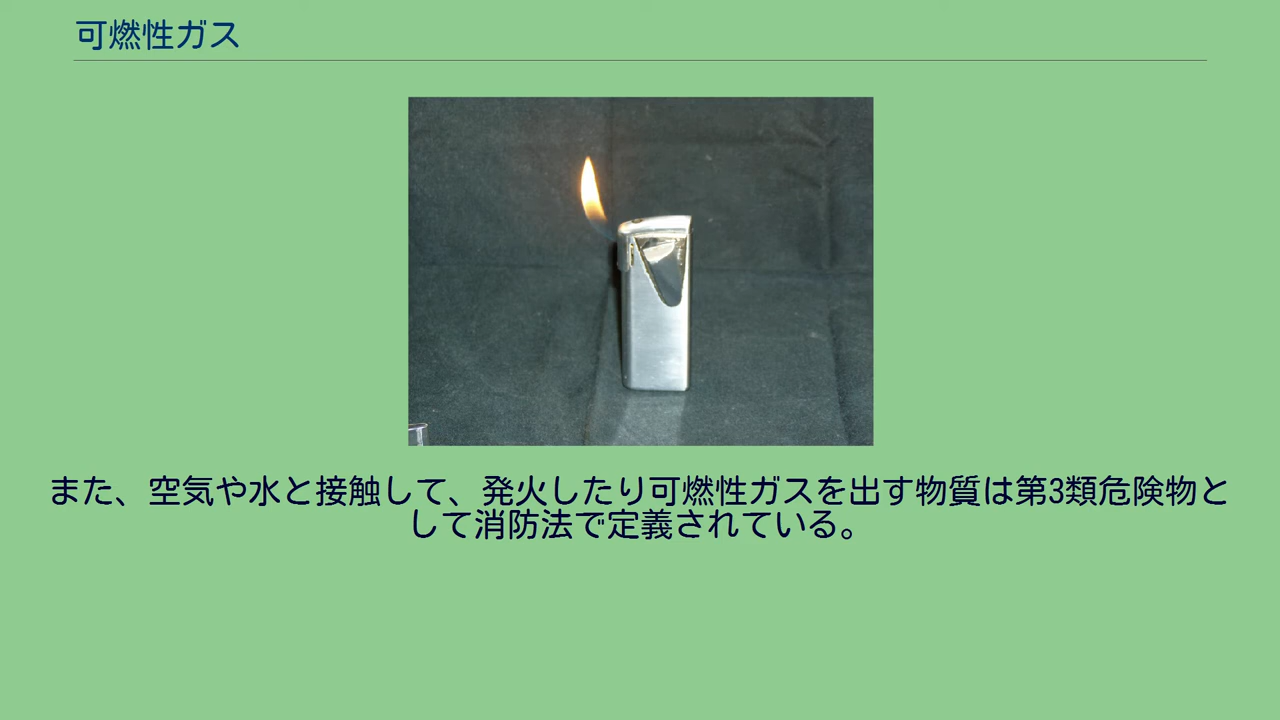 可燃性ガス
また、空気や水と接触して、発火したり可燃性ガスを出す物質は第3類危険物と
して消防法で定義されている。